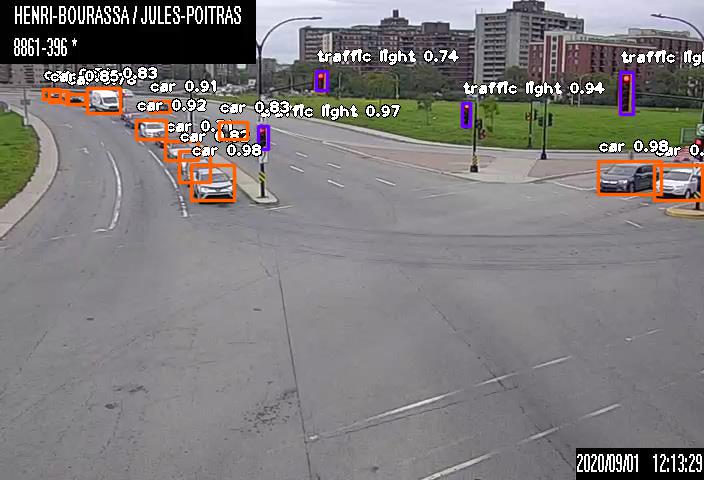 HENRI-BOURASSA / JULES-POITRAS
8861-396 *
traffic light 0.74
traffic lig
car 0.83
car 0.91
traffic light 0.94
car 0.92
car 0.83
traffic light 0.97
car 0.98
car 0.98
2020/09/01 12:13:29